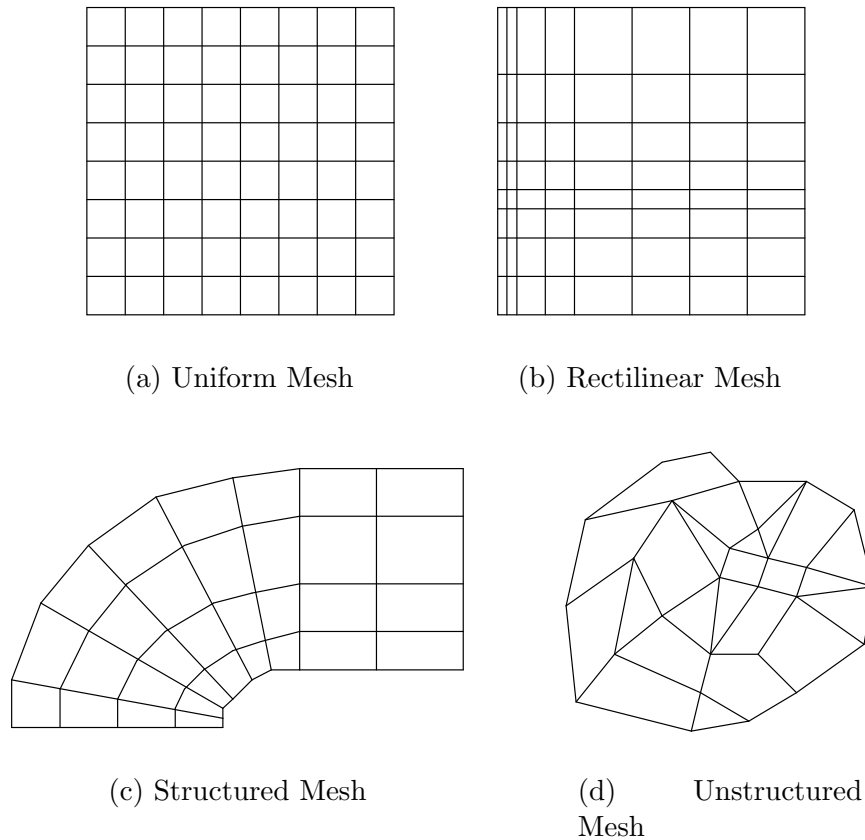 (a) Uniform Mesh
(b) Rectilinear Mesh
(c) Structured Mesh
(d) Unstructured
Mesh